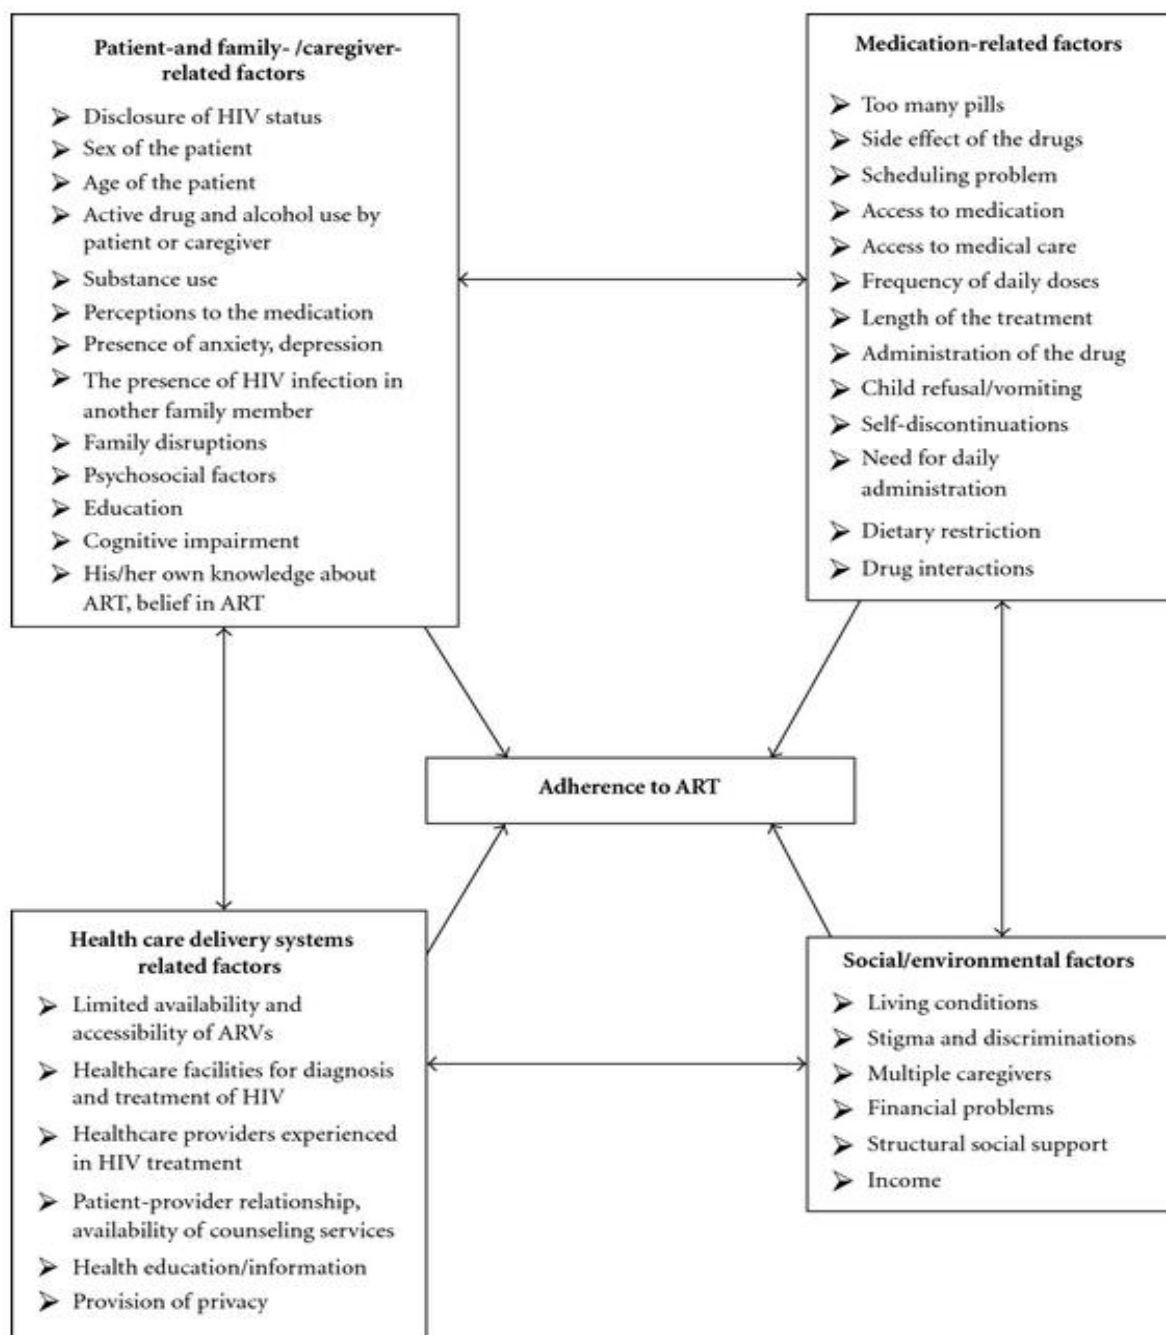 Patient-and family- /caregiver-
related factors
➢ Disclosure of HIV status
➢ Sex of the patient
➢ Age of the patient
➢ Active drug and alcohol use by
patient or caregiver
➢ Substance use
➢ Perceptions to the medication
➢ Presence of anxiety, depression
➢ The presence of HIV infection in
another family member
➢ Family disruptions
➢ Psychosocial factors
➢ Education
➢ Cognitive impairment
➢ His/her own knowledge about
ART, belief in ART
Medication-related factors
➢ Too many pills
➢ Side effect of the drugs
➢ Scheduling problem
➢ Access to medication
➢ Access to medical care
➢ Frequency of daily doses
➢ Length of the treatment
➢ Administration of the drug
➢ Child refusal/vomiting
➢ Self-discontinuations
➢ Need for daily
administration
➢ Dietary restriction
➢ Drug interactions
Adherence to ART
Health care delivery systems
related factors
➢ Limited availability and
accessibility of ARVs
➢ Healthcare facilities for diagnosis
and treatment of HIV
➢ Healthcare providers experienced
in HIV treatment
➢ Patient-provider relationship,
availability of counseling services
➢ Health education/information
➢ Provision of privacy
Social/environmental factors
➢ Living conditions
➢ Stigma and discriminations
➢ Multiple caregivers
➢ Financial problems
➢ Structural social support
➢ Income